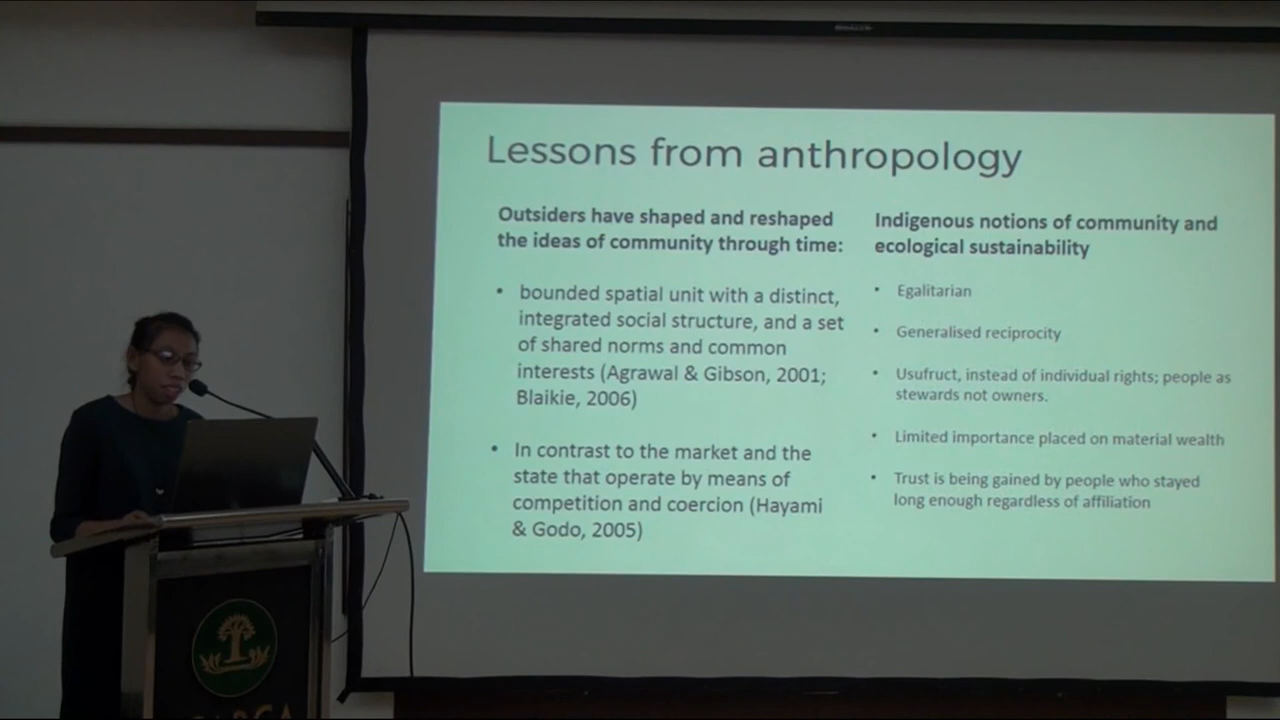 Lessons from anthropology
Outsiders have shaped and reshaped
the ideas of community through time:
• bounded spatial unit with a distinct,
integrated social structure, and a set
of shared norms and common
interests (Agrawal & Gibson, 2001;
Blaikie, 2006)
• In contrast to the market and the
state that operate by means of
competition and coercion (Hayami
& Godo, 2005)
Indigenous notions of community and
ecological sustainability
• Egalitarian
• Generalised reciprocity
• Usufruct, instead of individual rights; people as
stewards not owners.
• Limited importance placed on material wealth
• Trust is being gained by people who stayed
long enough regardless of affiliation